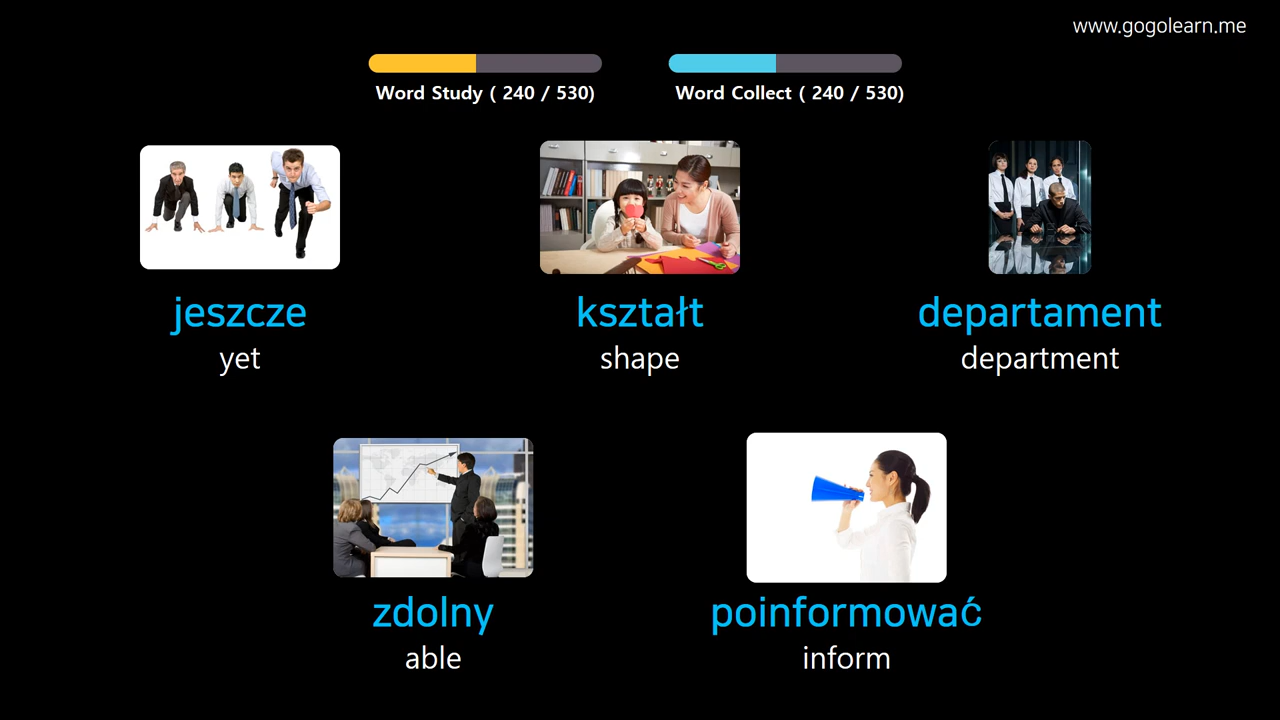 www.gogolearn.me
Word Study ( 240 / 530)
Word Collect ( 240 / 530)
jeszcze
yet
kształt
shape
departament
department
zdolny
able
poinformować
inform